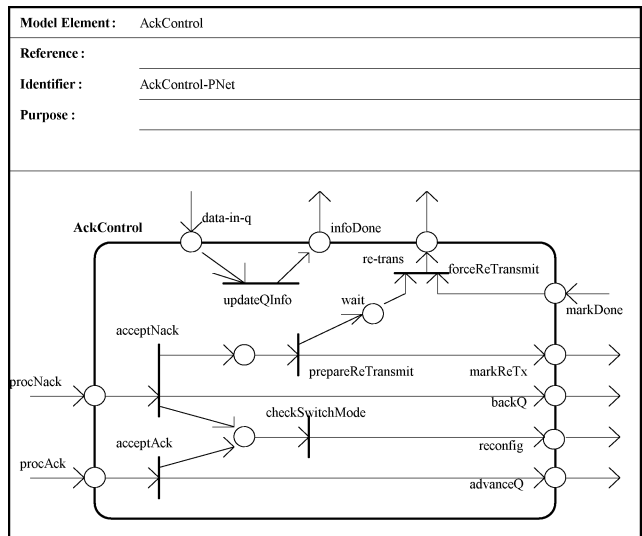 Model Element : AckControl
Reference :
Identifier : AckControl-PNet
Purpose :
data-in-q
AckControl
infoDone
re-trans
forceReTransmit
updateQInfo
wait
markDone
acceptNack
prepareReTransmit
markReTx
procNack
backQ
checkSwitchMode
acceptAck
reconfig
procAck
advanceQ